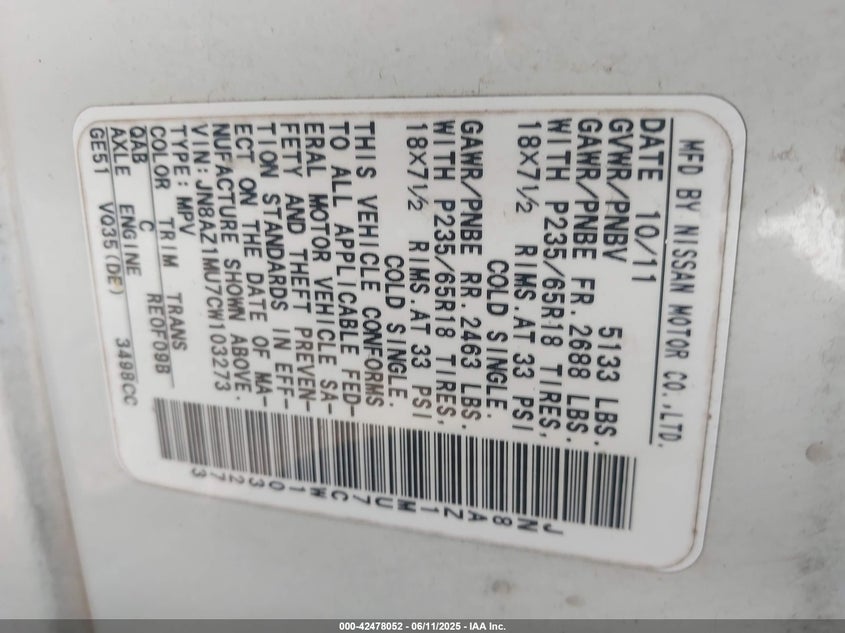 MFD BY NISSAN MOTOR CO.,LTD.
DATE 10/11
GVWR/PNBV 5133 LBS.
GAWR/PNBE FR. 2688 LBS.
WITH P235/65R18 TIRES,
18X7½ RIMS.AT 33 PSI
COLD SINGLE.
GAWR/PNBE RR. 2463 LBS.
WITH P235/65R18 TIRES,
18X7½ RIMS.AT 33 PSI
COLD SINGLE.
THIS VEHICLE CONFORMS
TO ALL APPLICABLE FED-
ERAL MOTOR VEHICLE SA-
FETY AND THEFT PREVEN-
TION STANDARDS IN EFF-
ECT ON THE DATE OF MA-
NUFACTURE SHOWN ABOVE.
VIN: JN8AZ1MU7CW103273
TYPE: MPV
COLOR TRIM TRANS
QAB C RE0F09B
AXLE ENGINE
GE51 VQ35(DE) 3498CC
JN8AZ1MU7CW103273
000-42478052 - 06/11/2025 - IAA Inc.